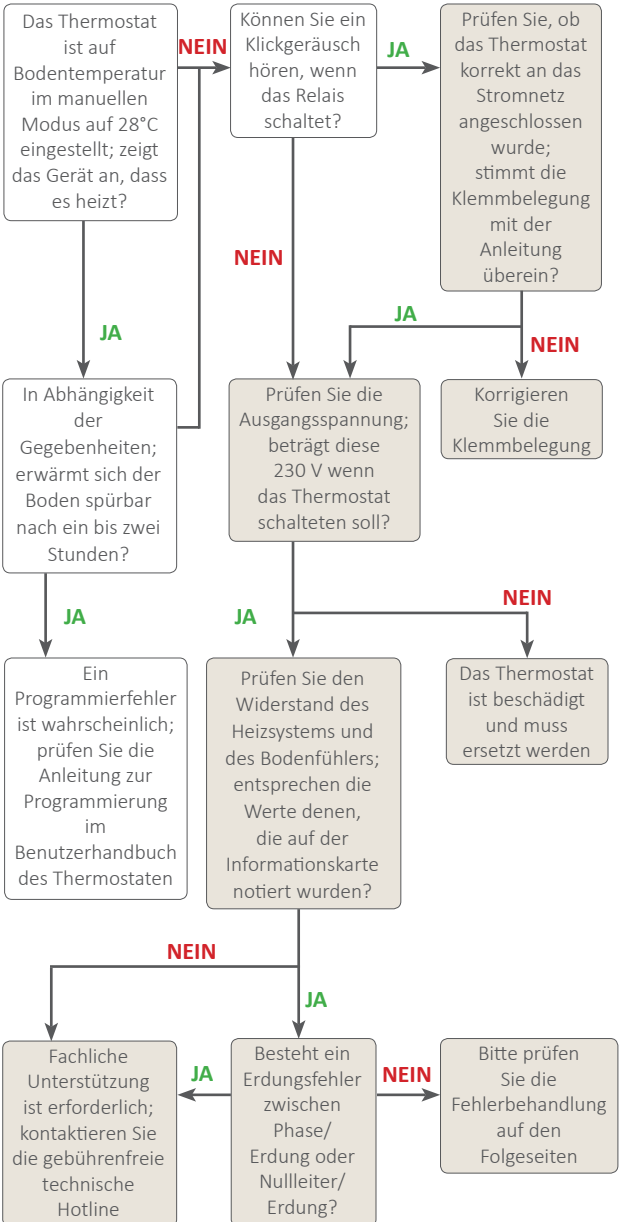 Das Thermostat
ist auf
Bodentemperatur
im manuellen
Modus auf 28°C
eingestellt; zeigt
das Gerät an, dass
es heizt?
NEIN
Können Sie ein
Klickgeräusch
hören, wenn
das Relais
schaltet?
JA
Prüfen Sie, ob
das Thermostat
korrekt an das
Stromnetz
angeschlossen
wurde;
stimmt die
Klemmbelegung
mit der
Anleitung
überein?
JA
NEIN
JA
NEIN
In Abhängigkeit
der
Gegebenheiten;
erwärmt sich der
Boden spürbar
nach ein bis zwei
Stunden?
Prüfen Sie die
Ausgangsspannung;
beträgt diese
230 V wenn
das Thermostat
schalteten soll?
Korrigieren
Sie die
Klemmbelegung
JA
JA
NEIN
Ein
Programmierfehler
ist wahrscheinlich;
prüfen Sie die
Anleitung zur
Programmierung
im
Benutzerhandbuch
des Thermostaten
Prüfen Sie den
Widerstand des
Heizsystems und
des Bodenfühlers;
entsprechen die
Werte denen,
die auf der
Informationskarte
notiert wurden?
Das Thermostat
ist beschädigt
und muss
ersetzt werden
NEIN
JA
Fachliche
Unterstützung
ist erforderlich;
kontaktieren Sie
die gebührenfreie
technische
Hotline
JA
Besteht ein
Erdungsfehler
zwischen
Phase/
Erdung oder
Nullleiter/
Erdung?
NEIN
Bitte prüfen
Sie die
Fehlerbehandlung
auf den
Folgeseiten